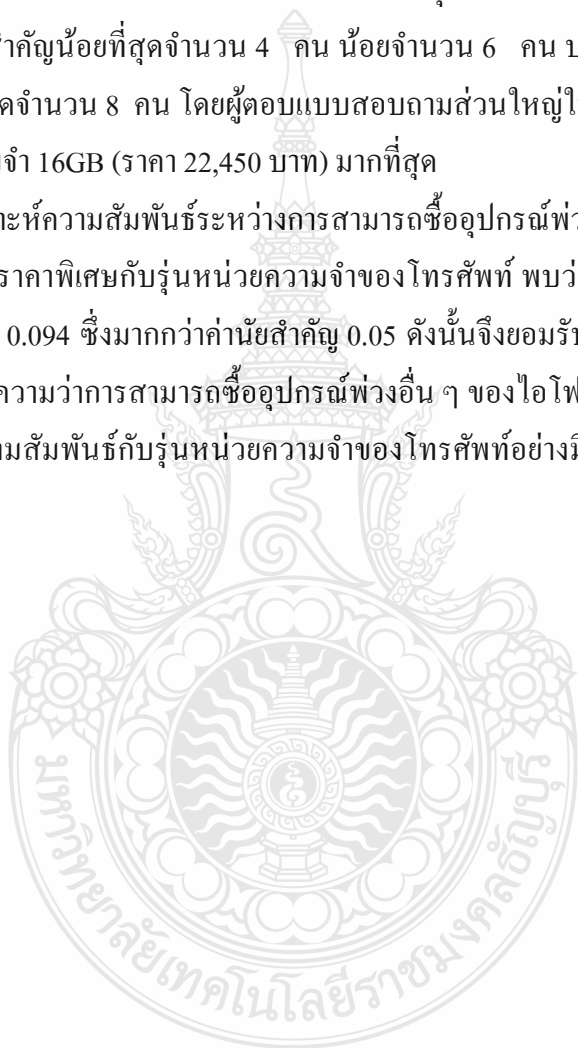 สำคัญน้อยที่สุดจำนวน 4 คน น้อยจำนวน 6 คน
ดจำนวน 8 คน โดยผู้ตอบแบบสอบถามส่วนใหญ่
จำ 16GB (ราคา 22,450 บาท) มากที่สุด
าะห์ความสัมพันธ์ระหว่างการสามารถซื้ออุปกรณ์พ่ว
ราคาพิเศษกับรุ่นหน่วยความจำของโทรศัพท์ พบว่
0.094 ซึ่งมากกว่าค่านัยสำคัญ 0.05 ดังนั้นจึงยอมรับ
ความว่าการสามารถซื้ออุปกรณ์พ่วงอื่น ๆ ของไอโฟ
ามสัมพันธ์กับรุ่นหน่วยความจำของโทรศัพท์อย่างมี
มหาวิทยาลัยเทคโนโลยีราชมงคลธัญบุรี